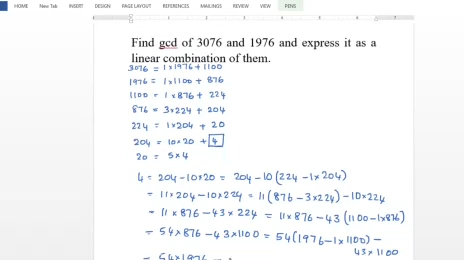 HOME New Tab INSERT DESIGN PAGE LAYOUT REFERENCES MAILINGS REVIEW VIEW PENS
Find gcd of 3076 and 1976 and express it as a
linear combination of them.
3076 = 1×1976+1100
1976 = 1×1100 + 876
1100 = 1×876 + 224
876 = 3×224 + 204
224 = 1×204 + 20
204 = 10×20 + 4
20 = 5×4
4 = 204-10×20 = 204-10(224-1×204)
= 11×204-10×224 = 11(876-3×224)-10×224
= 11×876-43×224 = 11×876-43(1100-1×876)
= 54×876-43×1100 = 54(1976-1×1100) -
43×1100
= 54×1976